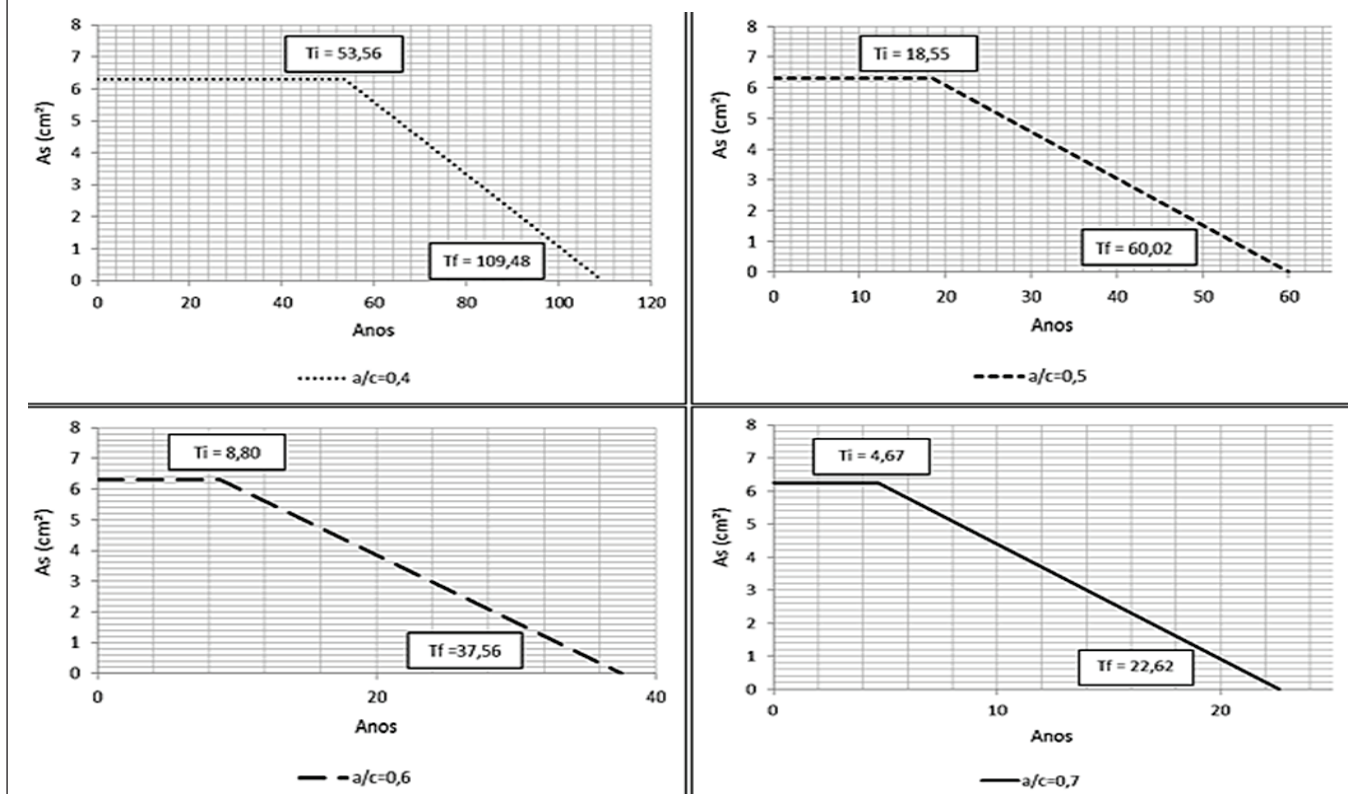 As (cm²)
8
7
6
5
4
3
2
1
0
Ti = 53,56
Tf = 109,48
0 20 40 60 80 100 120
Anos
a/c=0,4
As (cm²)
8
7
6
5
4
3
2
1
0
Ti = 18,55
Tf = 60,02
0 10 20 30 40 50 60
Anos
a/c=0,5
As (cm²)
8
7
6
5
4
3
2
1
0
Ti = 8,80
Tf =37,56
0 20 40
Anos
a/c=0,6
As (cm²)
8
7
6
5
4
3
2
1
0
Ti = 4,67
Tf = 22,62
0 10 20
Anos
a/c=0,7